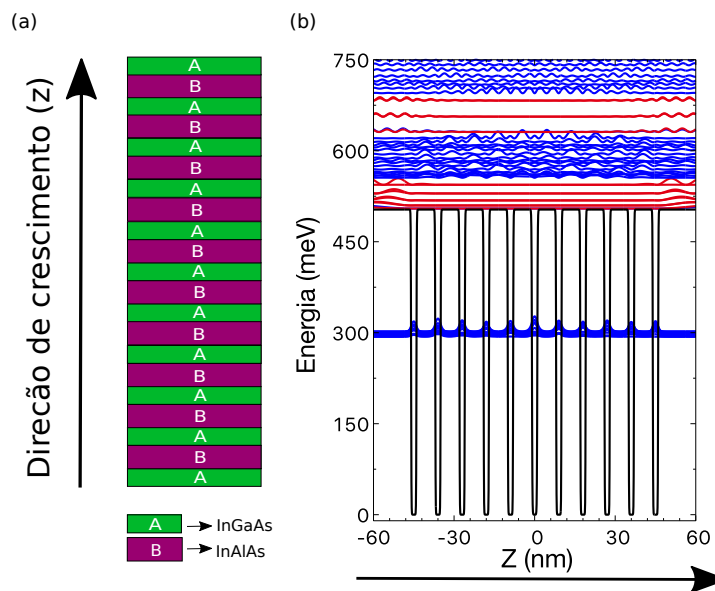 (a)
Direcão de crescimento (z)
A
B
A
B
A
B
A
B
A
B
A
B
A
B
A
B
A
B
A
B
A
A InGaAs
B InAlAs
(b)
Energia (meV)
750
600
450
300
150
0
-60 -30 0 30 60
Z (nm)